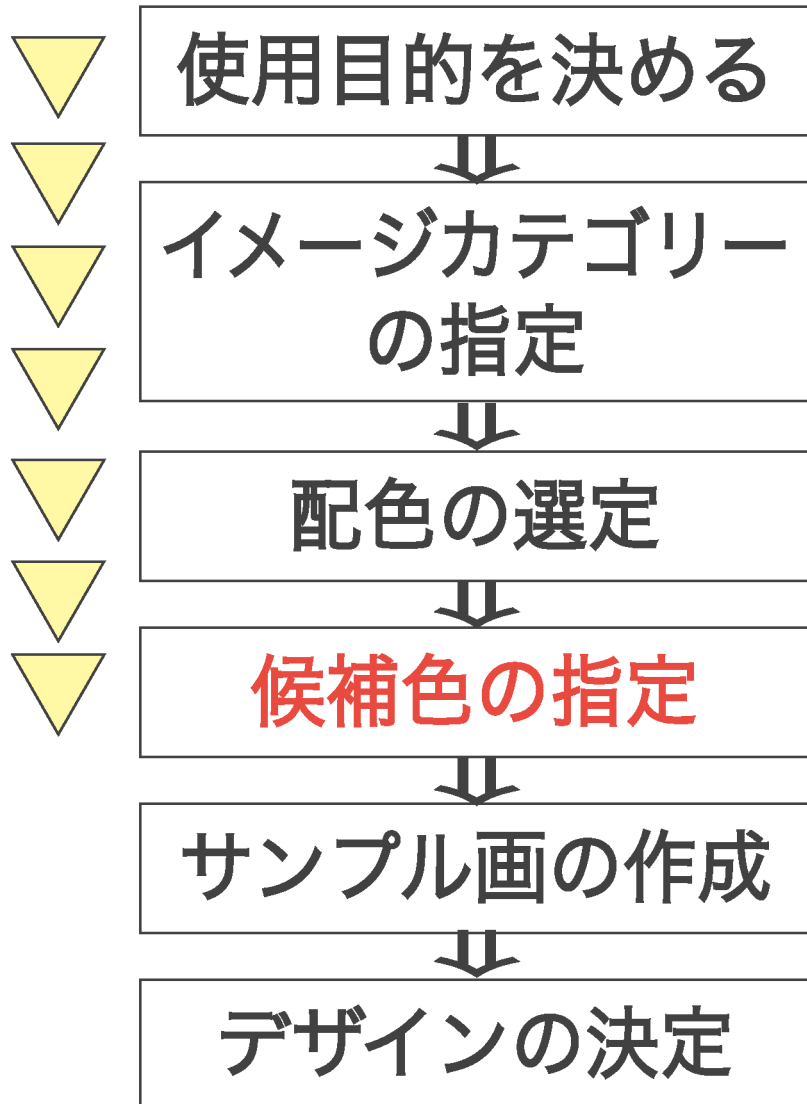 使用目的を決める
イメージカテゴリー
の指定
配色の選定
候補色の指定
サンプル画の作成
デザインの決定